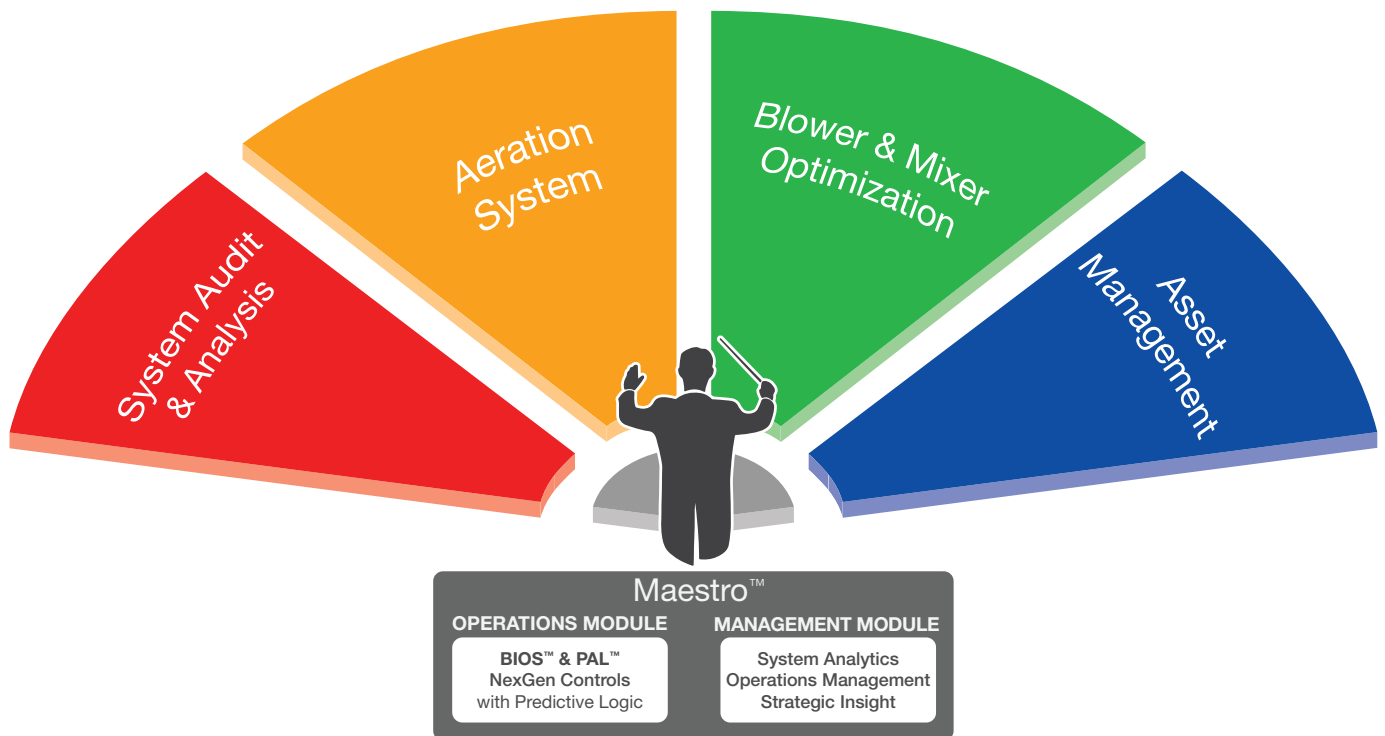 System Audit
& Analysis
Aeration
System
Blower & Mixer
Optimization
Asset
Management
Maestro™
OPERATIONS MODULE
BIOS™ & PAL™
NexGen Controls
with Predictive Logic
MANAGEMENT MODULE
System Analytics
Operations Management
Strategic Insight